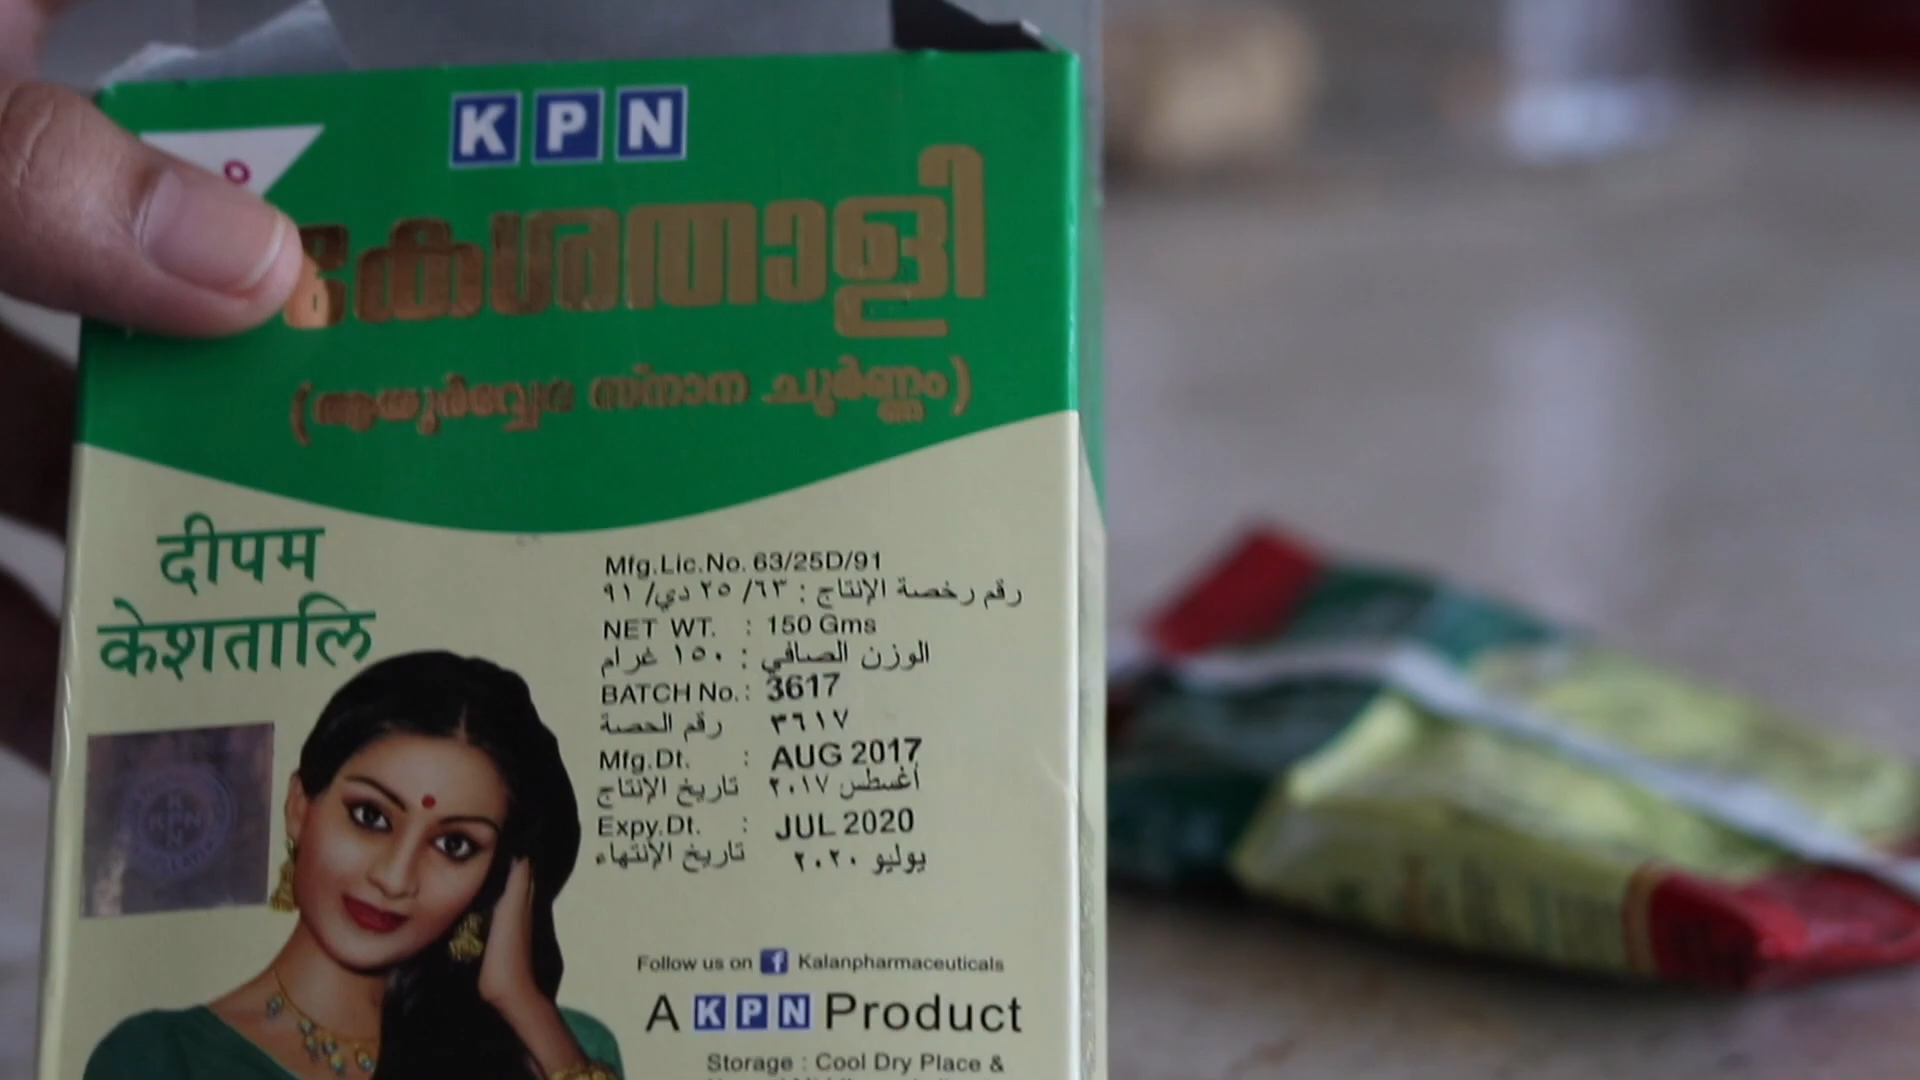 KPN
കേശതാളി
(ആയുർവ്വേദ സ്നാന ചൂർണ്ണം)
दीपम
केशतालि
Mfg.Lic.No. 63/25D/91
رقم رخصة الإنتاج : ٦٣/ ٢٥ دي/ ٩١
NET WT. : 150 Gms
الوزن الصافي : ١٥٠ غرام
BATCH No.: 3617
رقم الحصة ٣٦١٧
Mfg.Dt. : AUG 2017
تاريخ الإنتاج أغسطس ٢٠١٧
Expy.Dt. : JUL 2020
تاريخ الإنتهاء يوليو ٢٠٢٠
KPN
Follow us on f Kalanpharmaceuticals
A KPN Product
Storage : Cool Dry Place &